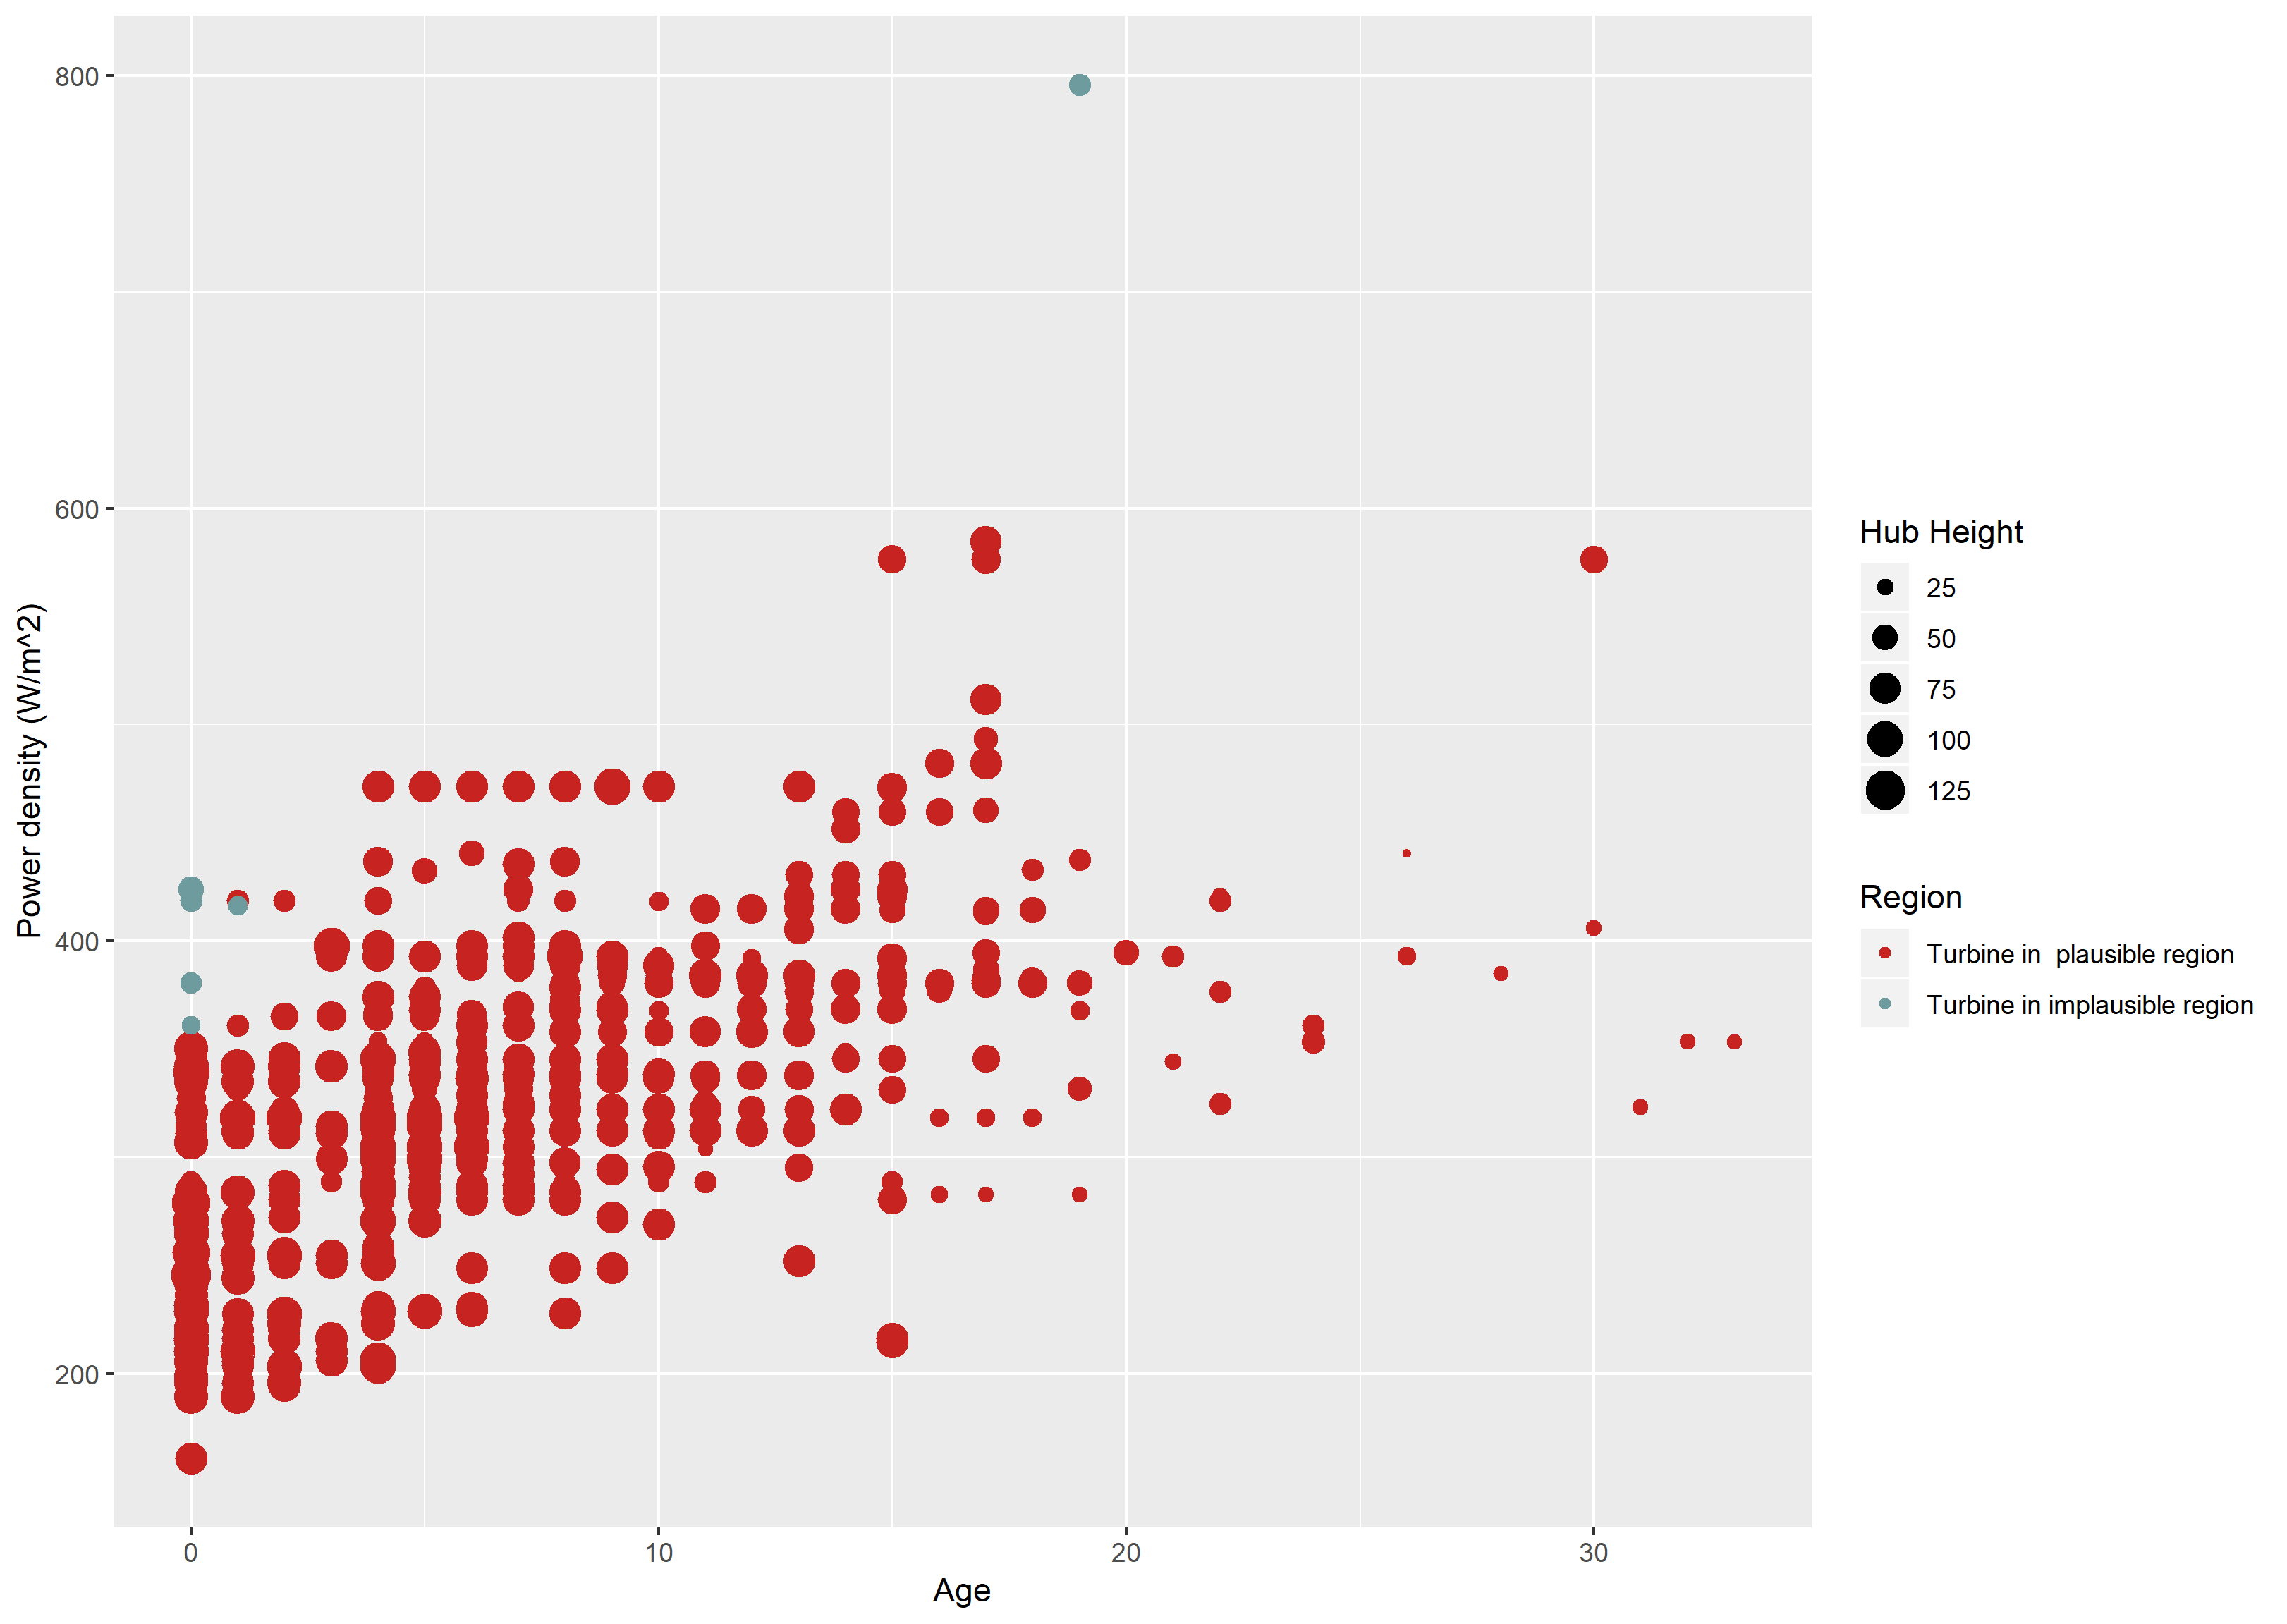 800
600
400
200
Power density (W/m^2)
0 10 20 30
Age
Hub Height
25
50
75
100
125
Region
Turbine in  plausible region
Turbine in implausible region